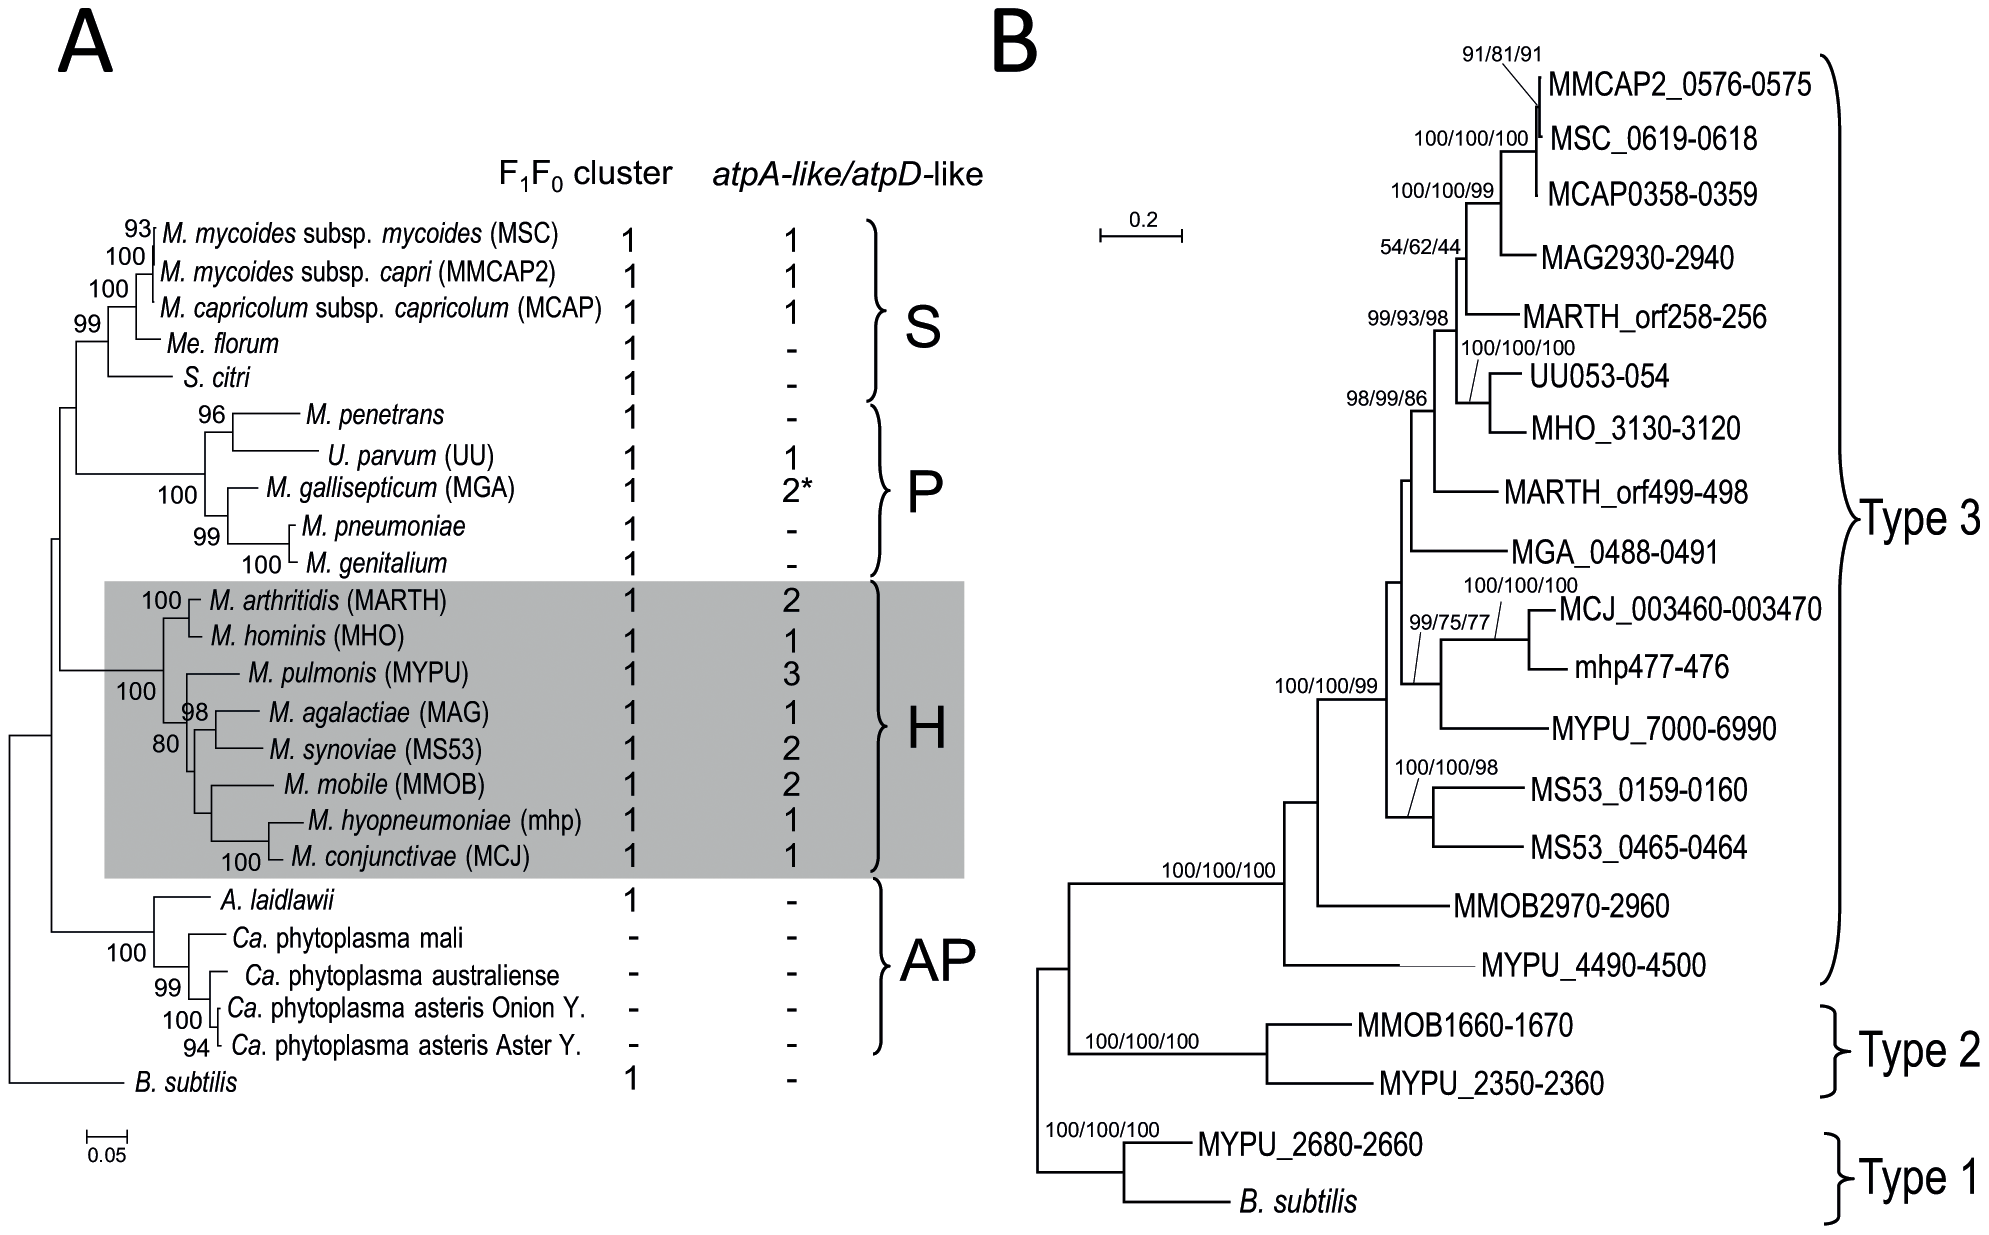 A
F1F0 cluster
atpA-like/atpD-like
93
M. mycoides subsp. mycoides (MSC)
1
1
100
M. mycoides subsp. capri (MMCAP2)
1
1
100
M. capricolum subsp. capricolum (MCAP)
1
1
99
Me. florum
1
-
S. citri
1
-
S
96
M. penetrans
1
-
U. parvum (UU)
1
1
100
M. gallisepticum (MGA)
1
2*
99
M. pneumoniae
1
-
100
M. genitalium
1
-
P
100
M. arthritidis (MARTH)
1
2
M. hominis (MHO)
1
1
100
M. pulmonis (MYPU)
1
3
98
M. agalactiae (MAG)
1
1
80
M. synoviae (MS53)
1
2
M. mobile (MMOB)
1
2
M. hyopneumoniae (mhp)
1
1
100
M. conjunctivae (MCJ)
1
1
H
A. laidlawii
1
-
100
Ca. phytoplasma mali
-
-
99
Ca. phytoplasma australiense
-
-
100
Ca. phytoplasma asteris Onion Y.
-
-
94
Ca. phytoplasma asteris Aster Y.
-
-
AP
B. subtilis
1
-
0.05
B
0.2
91/81/91
MMCAP2_0576-0575
100/100/100
MSC_0619-0618
100/100/99
MCAP0358-0359
54/62/44
MAG2930-2940
99/93/98
MARTH_orf258-256
100/100/100
UU053-054
98/99/86
MHO_3130-3120
MARTH_orf499-498
MGA_0488-0491
100/100/100
MCJ_003460-003470
99/75/77
mhp477-476
100/100/99
MYPU_7000-6990
100/100/98
MS53_0159-0160
MS53_0465-0464
100/100/100
MMOB2970-2960
MYPU_4490-4500
Type 3
MMOB1660-1670
100/100/100
MYPU_2350-2360
Type 2
100/100/100
MYPU_2680-2660
B. subtilis
Type 1